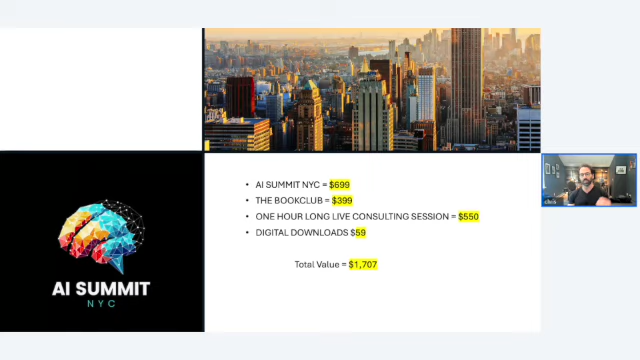 AI SUMMIT NYC = $699
THE BOOKCLUB = $399
ONE HOUR LONG LIVE CONSULTING SESSION = $550
DIGITAL DOWNLOADS $59
Total Value = $1,707
AI SUMMIT
NYC